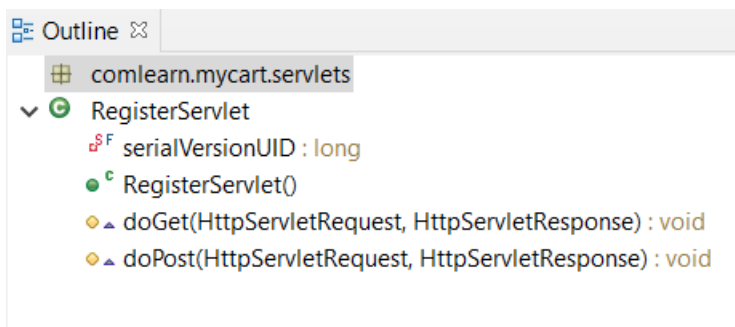 Outline
comlearn.mycart.servlets
RegisterServlet
serialVersionUID : long
RegisterServlet()
doGet(HttpServletRequest, HttpServletResponse) : void
doPost(HttpServletRequest, HttpServletResponse) : void